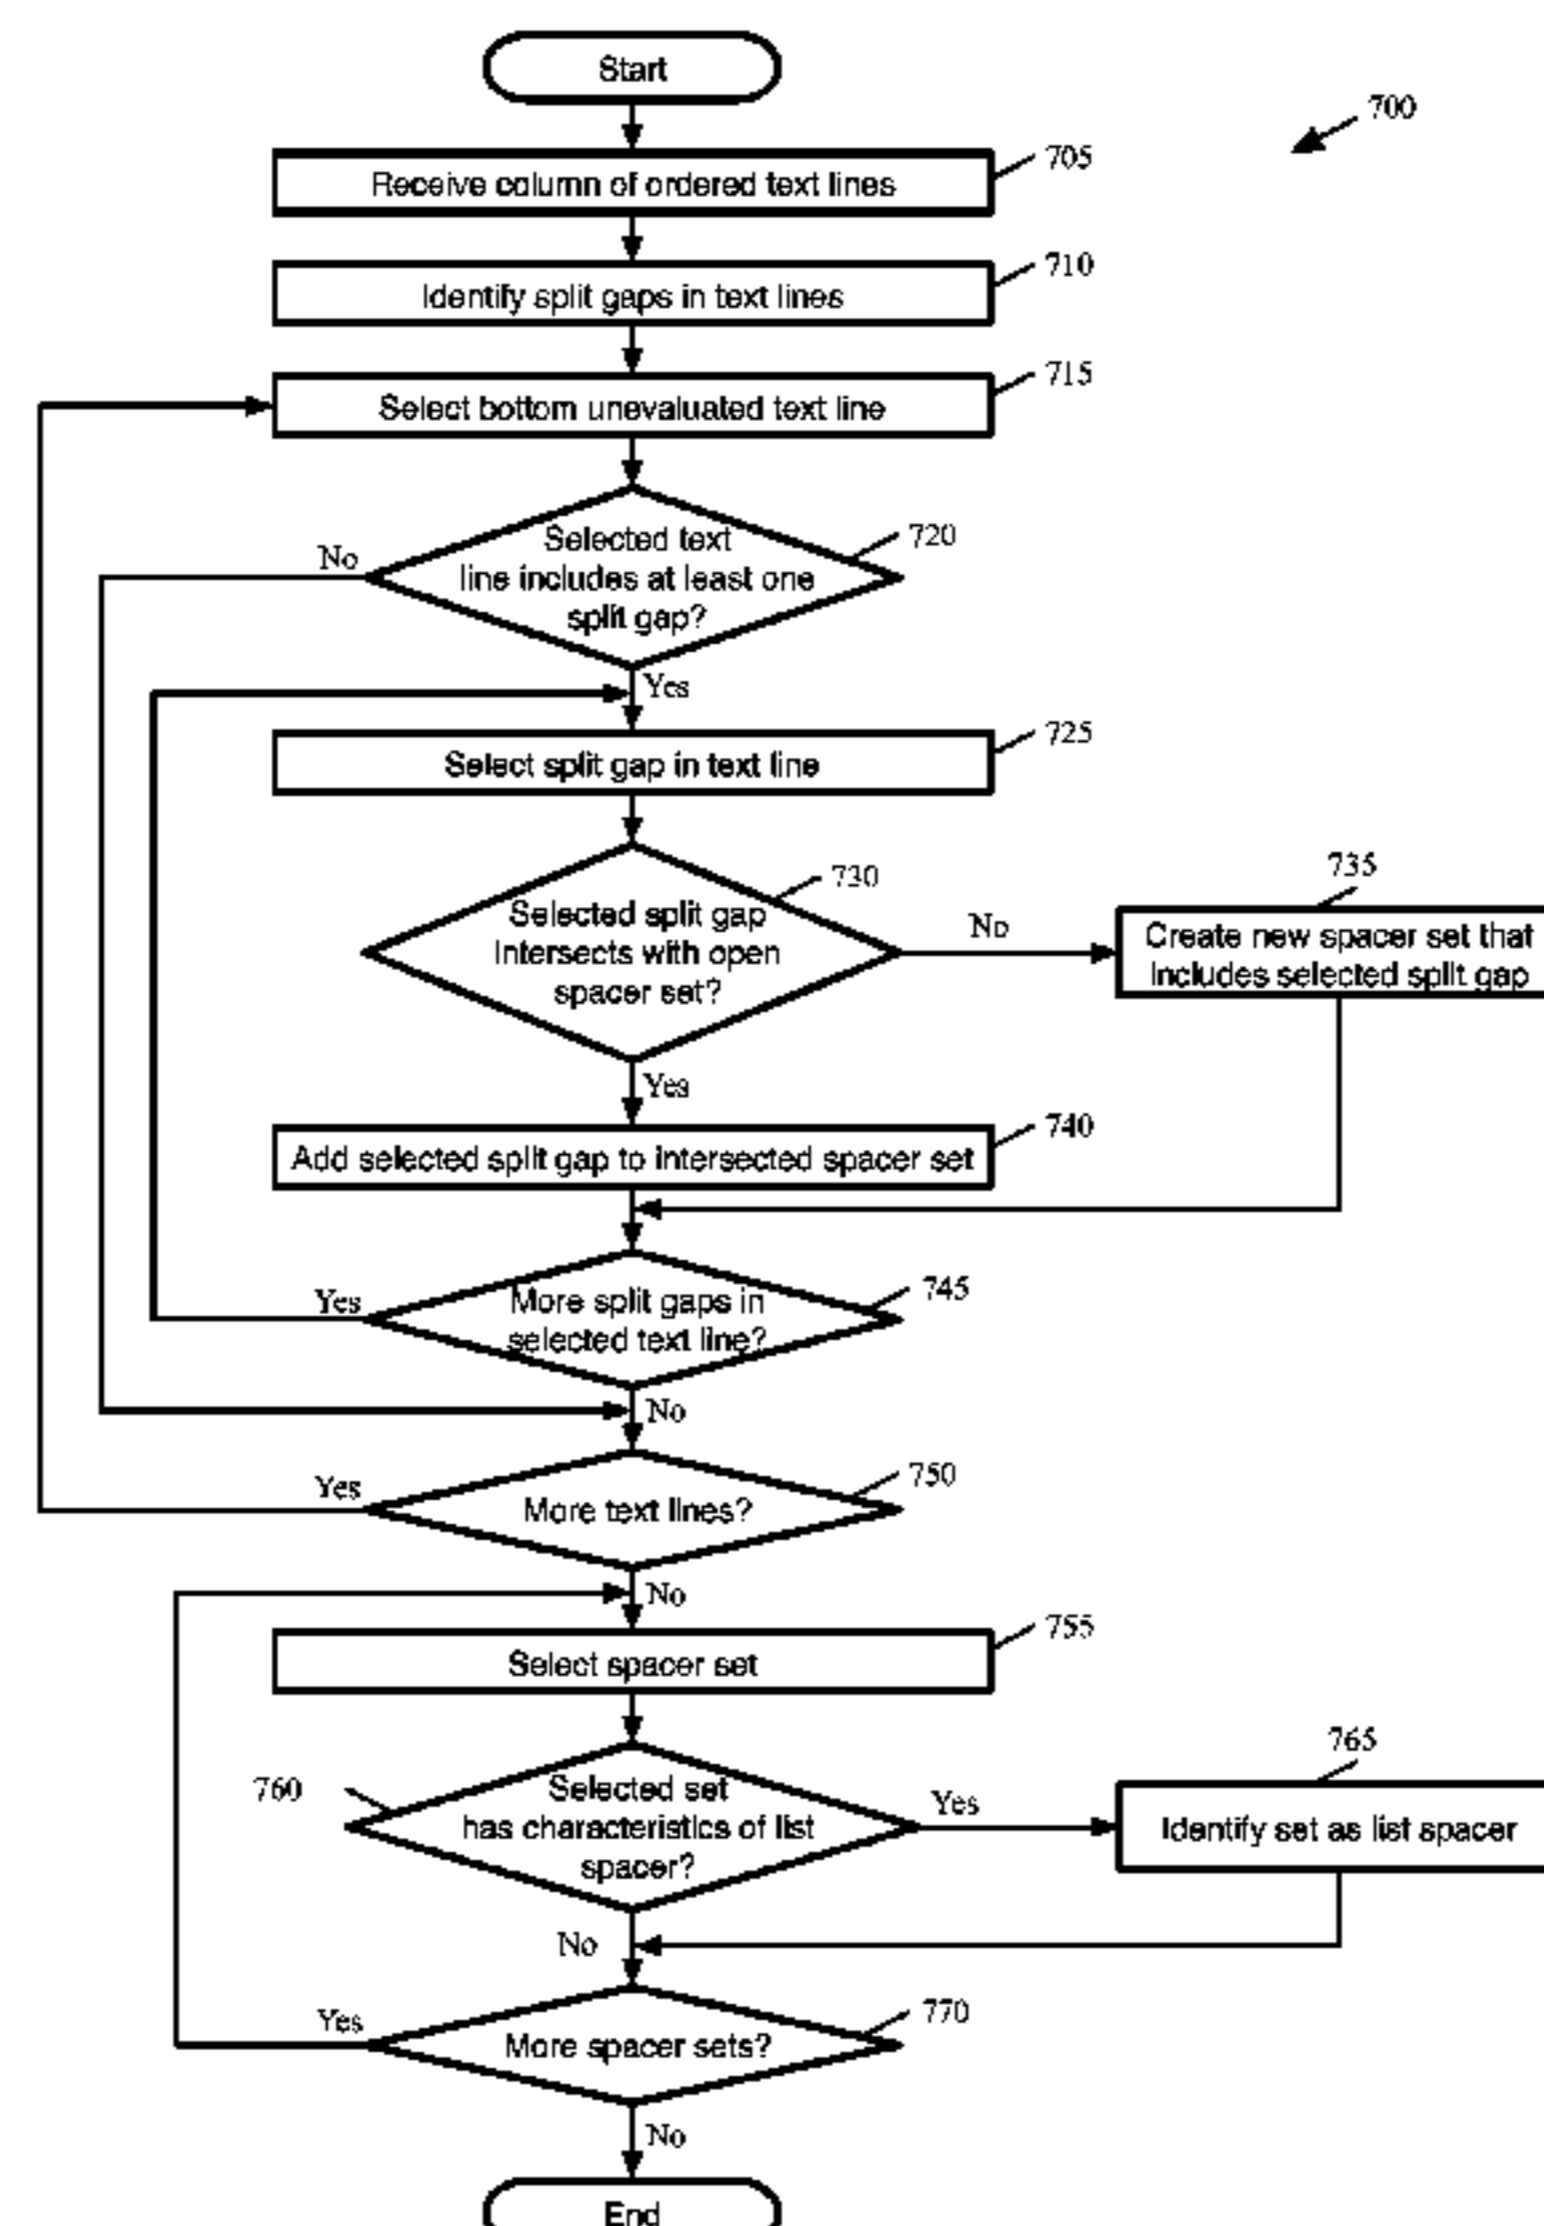 Start
700
705
Receive column of ordered text lines
710
Identify split gaps in text lines
715
Select bottom unevaluated text line
720
Selected text
line includes at least one
split gap?
No
Yes
725
Select split gap in text line
730
Selected split gap
intersects with open
spacer set?
No
735
Create new spacer set that
includes selected split gap
Yes
740
Add selected split gap to intersected spacer set
745
More split gaps in
selected text line?
Yes
No
750
More text lines?
Yes
No
755
Select spacer set
760
Selected set
has characteristics of list
spacer?
Yes
765
Identify set as list spacer
No
770
More spacer sets?
Yes
No
End